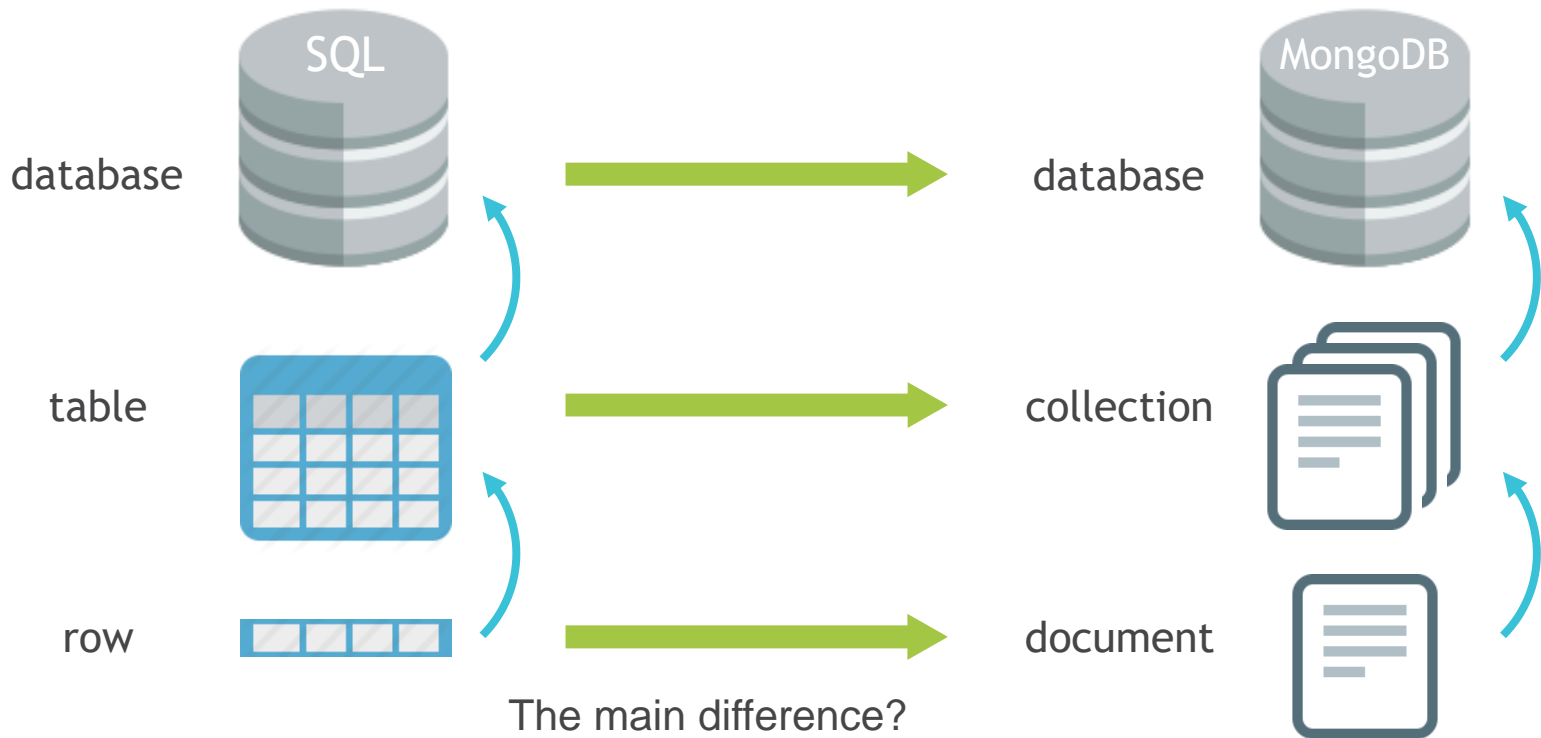 SQL
MongoDB
database
database
table
collection
row
document
The main difference?